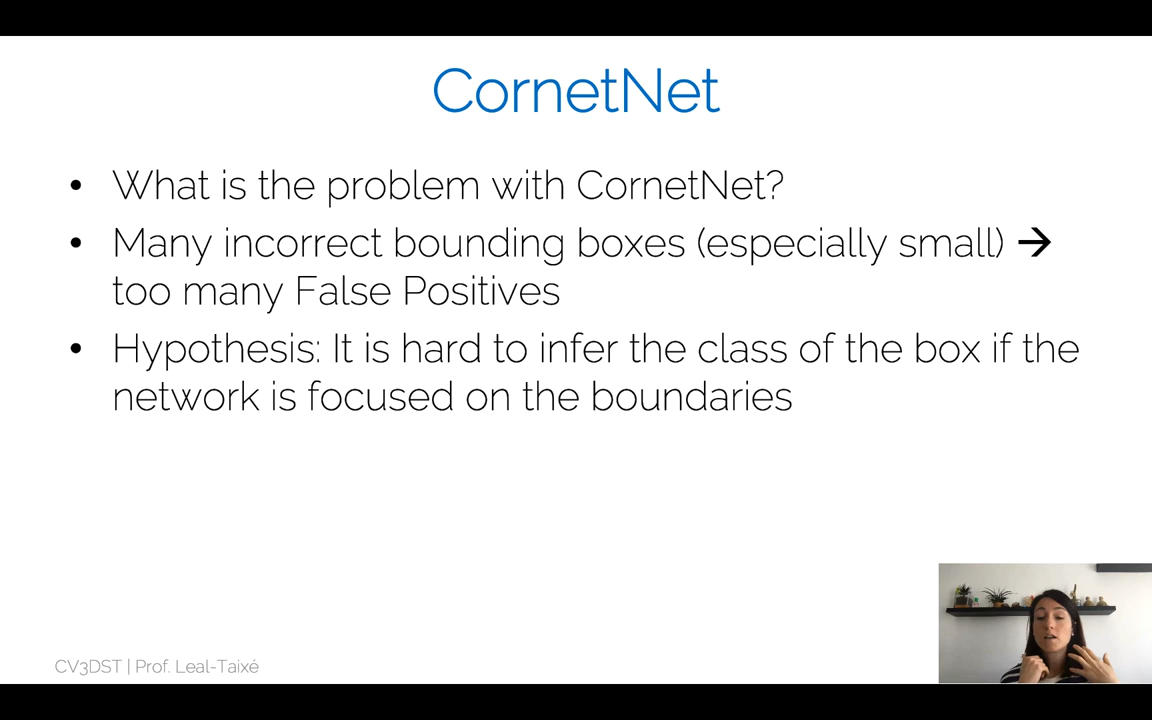 CornetNet
• What is the problem with CornetNet?
• Many incorrect bounding boxes (especially small) →
too many False Positives
• Hypothesis: It is hard to infer the class of the box if the
network is focused on the boundaries
CV3DST | Prof. Leal-Taixé